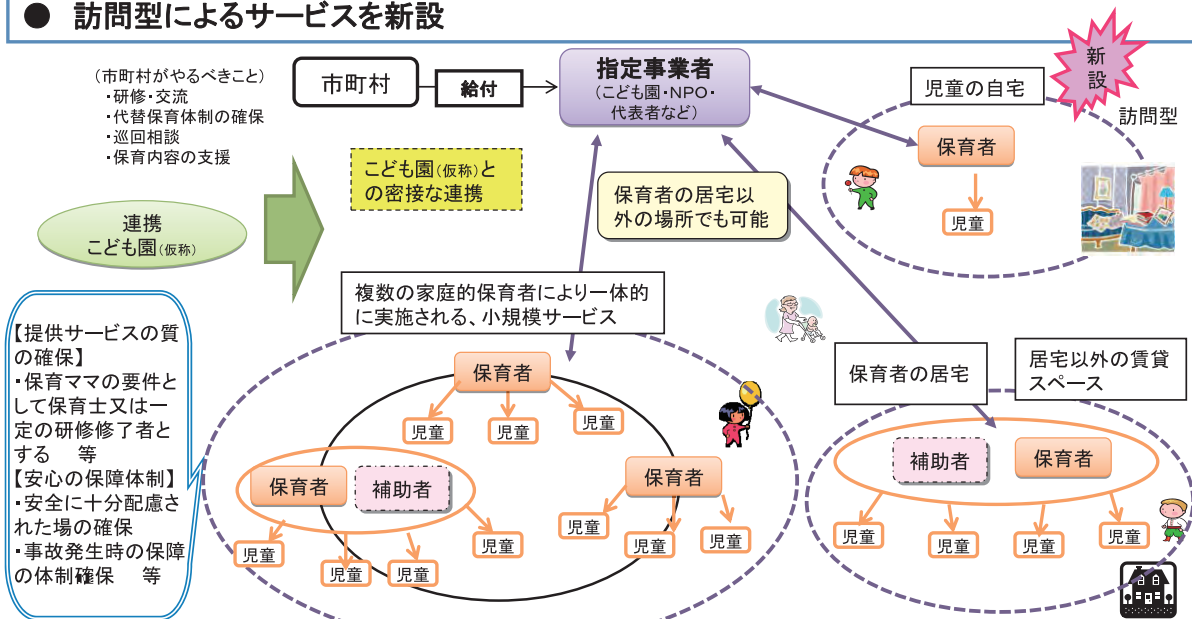 ● 訪問型によるサービスを新設
(市町村がやるべきこと)
・研修・交流
・代替保育体制の確保
・巡回相談
・保育内容の支援
市町村
給付
指定事業者
(こども園・NPO・
代表者など)
児童の自宅
新
設
訪問型
保育者
児童
こども園(仮称)と
の密接な連携
保育者の居宅以
外の場所でも可能
連携
こども園(仮称)
複数の家庭的保育者により一体的
に実施される、小規模サービス
【提供サービスの質
の確保】
・保育ママの要件と
して保育士又は一
定の研修修了者と
する 等
【安心の保障体制】
・安全に十分配慮さ
れた場の確保
・事故発生時の保障
の体制確保 等
保育者
児童
児童
児童
保育者
補助者
児童
児童
児童
児童
保育者
児童
児童
児童
保育者の居宅
居宅以外の賃貸
スペース
補助者
保育者
児童
児童
児童
児童